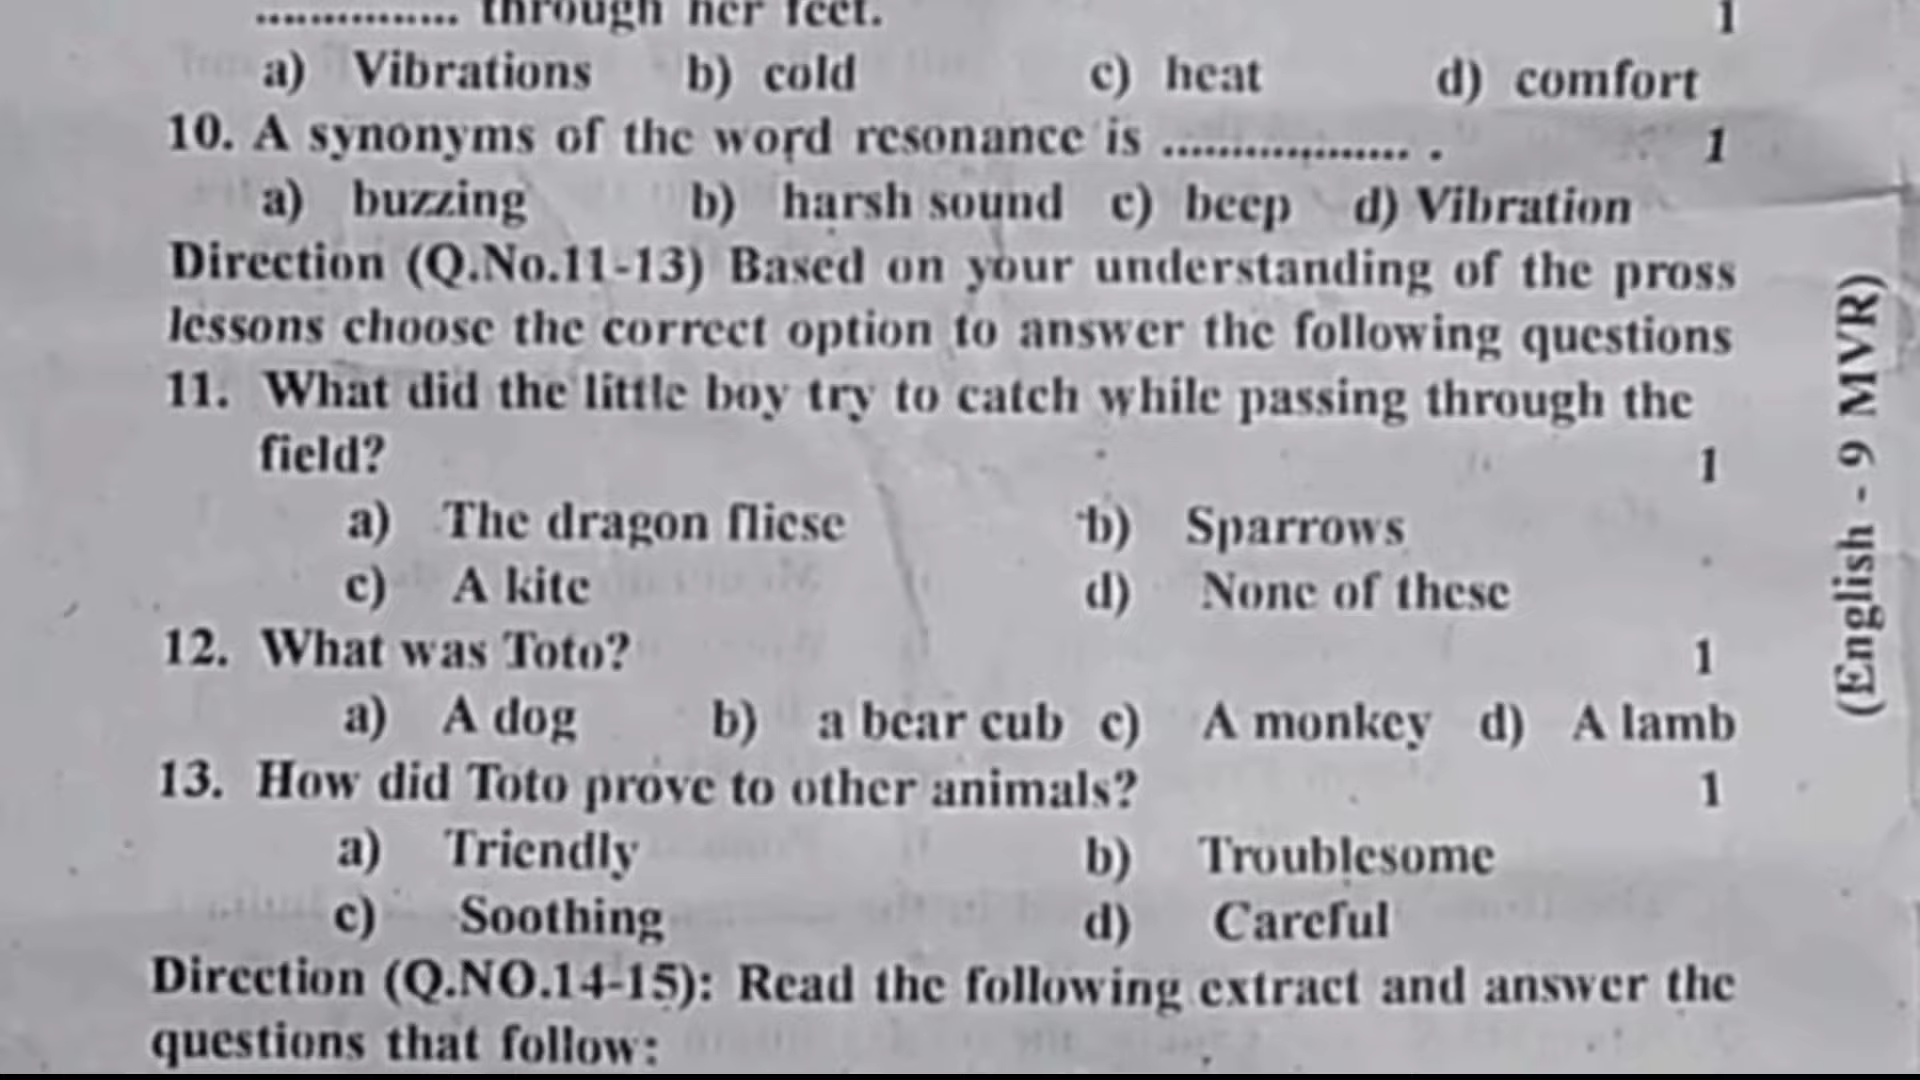 ................ through her feet. 1
a) Vibrations b) cold c) heat d) comfort
10. A synonyms of the word resonance is .................. . 1
a) buzzing b) harsh sound c) beep d) Vibration
Direction (Q.No.11-13) Based on your understanding of the pross
lessons choose the correct option to answer the following questions
11. What did the little boy try to catch while passing through the
field? 1
a) The dragon fliese b) Sparrows
c) A kite d) None of these
12. What was Toto? 1
a) A dog b) a bear cub c) A monkey d) A lamb
13. How did Toto prove to other animals? 1
a) Triendly b) Troublesome
c) Soothing d) Careful
Direction (Q.NO.14-15): Read the following extract and answer the
questions that follow:
(English - 9 MVR)